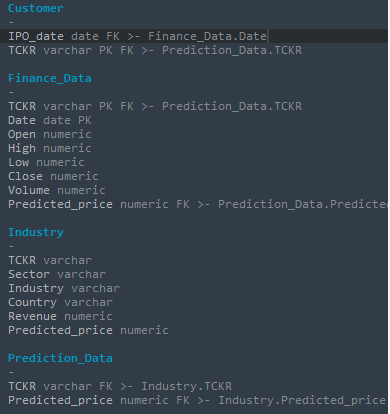 Customer
-
IPO_date date FK >- Finance_Data.Date
TCKR varchar PK FK >- Prediction_Data.TCKR
Finance_Data
-
TCKR varchar PK FK >- Prediction_Data.TCKR
Date date PK
Open numeric
High numeric
Low numeric
Close numeric
Volume numeric
Predicted_price numeric FK >- Prediction_Data.Predicted
Industry
-
TCKR varchar
Sector varchar
Industry varchar
Country varchar
Revenue numeric
Predicted_price numeric
Prediction_Data
-
TCKR varchar FK >- Industry.TCKR
Predicted_price numeric FK >- Industry.Predicted_price